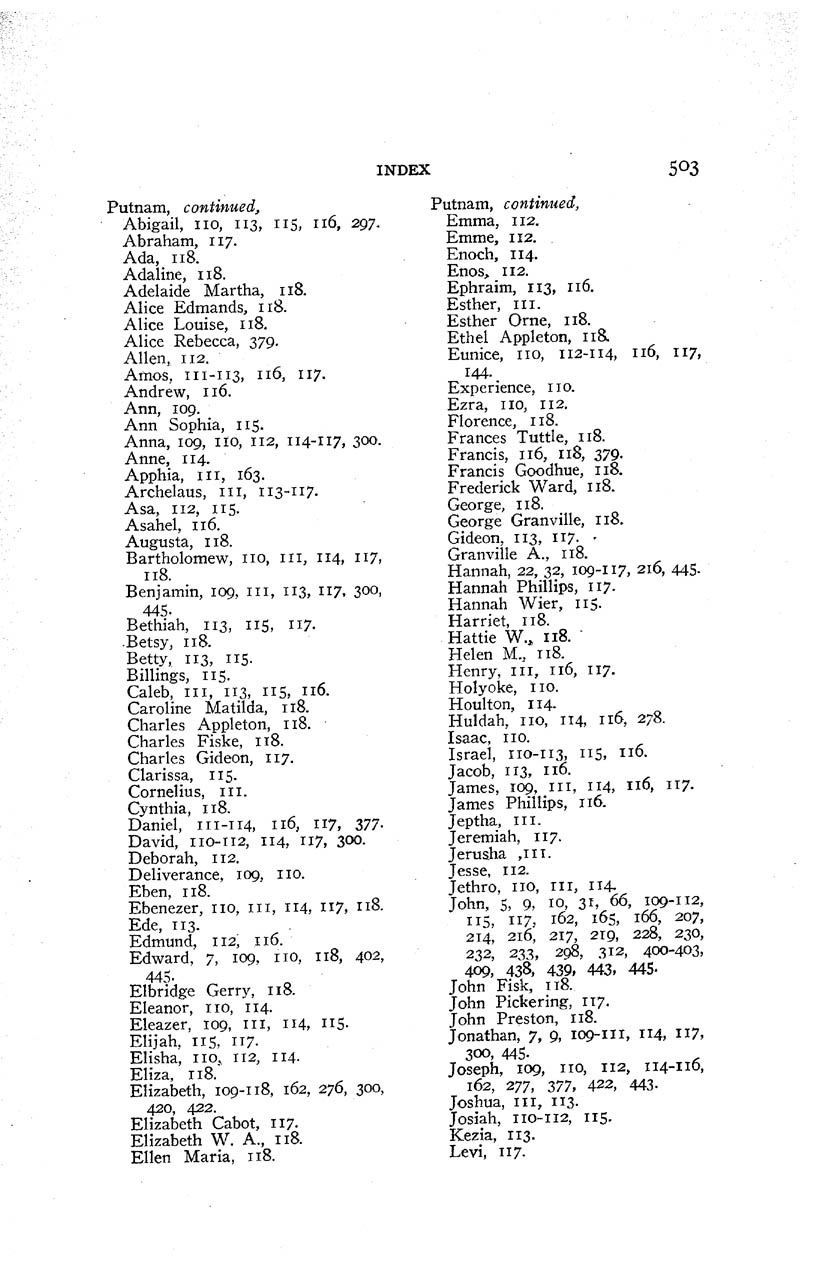 INDEX 503
Putnam, continued,
Abigail, 110, 113, 115, 116, 297.
Abraham, 117.
Ada, 118.
Adaline, 118.
Adelaide Martha, 118.
Alice Edmands, 118.
Alice Louise, 118.
Alice Rebecca, 379.
Allen, 112.
Amos, 111-113, 116, 117.
Andrew, 116.
Ann, 109.
Ann Sophia, 115.
Anna, 109, 110, 112, 114-117, 300.
Anne, 114.
Apphia, 111, 163.
Archelaus, 111, 113-117.
Asa, 112, 115.
Asahel, 116.
Augusta, 118.
Bartholomew, 110, 111, 114, 117,
118.
Benjamin, 109, 111, 113, 117, 300,
445.
Bethiah, 113, 115, 117.
Betsy, 118.
Betty, 113, 115.
Billings, 115.
Caleb, 111, 113, 115, 116.
Caroline Matilda, 118.
Charles Appleton, 118.
Charles Fiske, 118.
Charles Gideon, 117.
Clarissa, 115.
Cornelius, 111.
Cynthia, 118.
Daniel, 111-114, 116, 117, 377.
David, 110-112, 114, 117, 300.
Deborah, 112.
Deliverance, 109, 110.
Eben, 118.
Ebenezer, 110, 111, 114, 117, 118.
Ede, 113.
Edmund, 112, 116.
Edward, 7, 109, 110, 118, 402,
445.
Elbridge Gerry, 118.
Eleanor, 110, 114.
Eleazer, 109, 111, 114, 115.
Elijah, 115, 117.
Elisha, 110, 112, 114.
Eliza, 118.
Elizabeth, 109-118, 162, 276, 300,
420, 422.
Elizabeth Cabot, 117.
Elizabeth W. A., 118.
Ellen Maria, 118.
Putnam, continued,
Emma, 112.
Emme, 112.
Enoch, 114.
Enos, 112.
Ephraim, 113, 116.
Esther, 111.
Esther Orne, 118.
Ethel Appleton, 118.
Eunice, 110, 112-114, 116, 117,
144.
Experience, 110.
Ezra, 110, 112.
Florence, 118.
Frances Tuttle, 118.
Francis, 116, 118, 379.
Francis Goodhue, 118.
Frederick Ward, 118.
George, 118.
George Granville, 118.
Gideon, 113, 117.
Granville A., 118.
Hannah, 22, 32, 109-117, 216, 445.
Hannah Phillips, 117.
Hannah Wier, 115.
Harriet, 118.
Hattie W., 118.
Helen M., 118.
Henry, 111, 116, 117.
Holyoke, 110.
Houlton, 114.
Huldah, 110, 114, 116, 278.
Isaac, 110.
Israel, 110-113, 115, 116.
Jacob, 113, 116.
James, 109, 111, 114, 116, 117.
James Phillips, 116.
Jeptha, 111.
Jeremiah, 117.
Jerusha ,111.
Jesse, 112.
Jethro, 110, 111, 114.
John, 5, 9, 10, 31, 66, 109-112,
115, 117, 162, 165, 166, 207,
214, 216, 217, 219, 228, 230,
232, 233, 298, 312, 400-403,
409, 438, 439, 443, 445.
John Fisk, 118.
John Pickering, 117.
John Preston, 118.
Jonathan, 7, 9, 109-111, 114, 117,
300, 445.
Joseph, 109, 110, 112, 114-116,
162, 277, 377, 422, 443.
Joshua, 111, 113.
Josiah, 110-112, 115.
Kezia, 113.
Levi, 117.